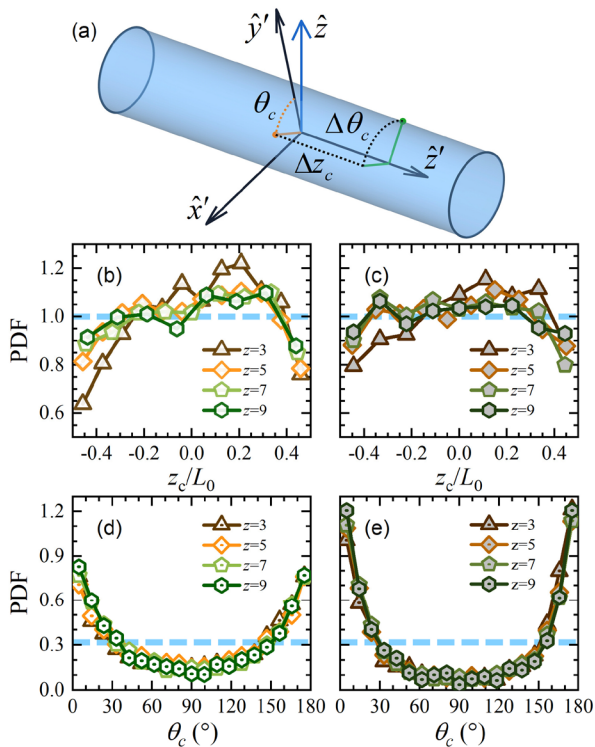 (a)
ŷ′
ẑ
θc
Δθc
ẑ′
Δzc
x̂′
(b)
(c)
PDF
1.2
1.0
0.8
0.6
z=3
z=5
z=7
z=9
z=3
z=5
z=7
z=9
-0.4 -0.2 0.0 0.2 0.4
-0.4 -0.2 0.0 0.2 0.4
zc/L0
zc/L0
(d)
(e)
PDF
1.2
0.9
0.6
0.3
0.0
z=3
z=5
z=7
z=9
z=3
z=5
z=7
z=9
0 30 60 90 120 150 180
30 60 90 120 150 180
θc (°)
θc (°)